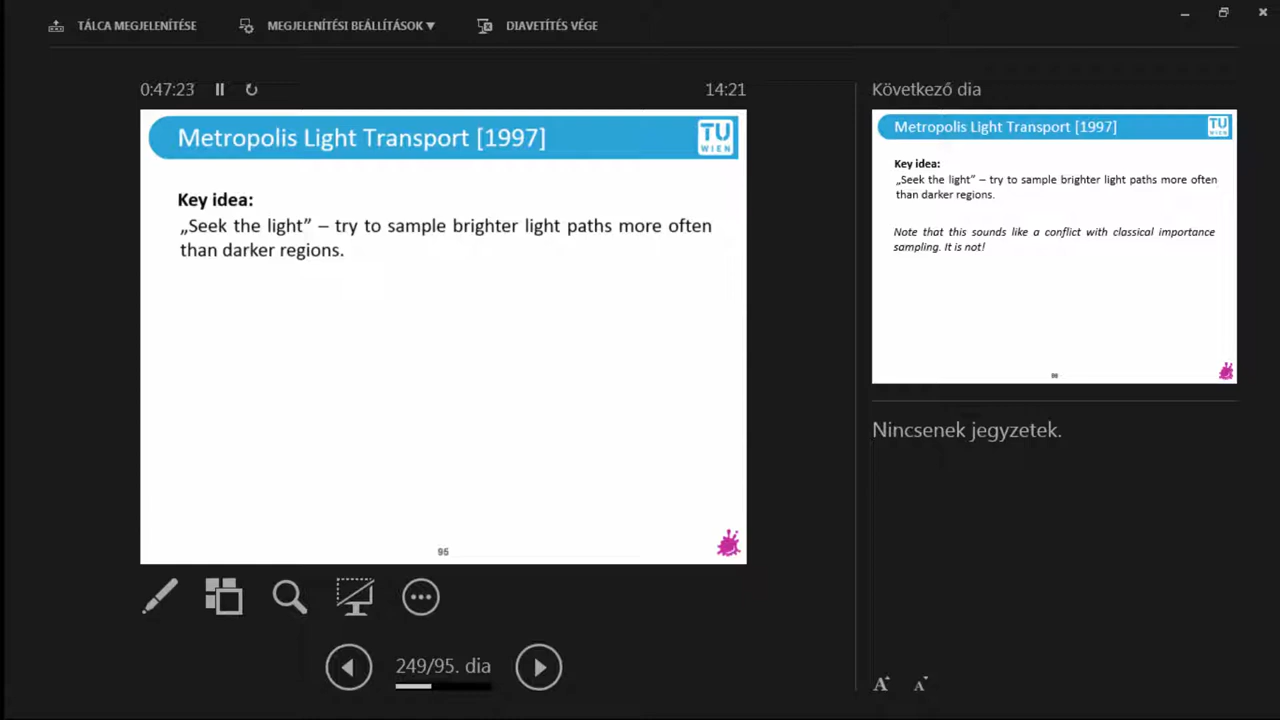 TÁLCA MEGJELENÍTÉSE
MEGJELENÍTÉSI BEÁLLÍTÁSOK ▼
DIAVETÍTÉS VÉGE
0:47:23
14:21
Metropolis Light Transport [1997]
TU
WIEN
Key idea:
„Seek the light” – try to sample brighter light paths more often
than darker regions.
95
249/95. dia
Következő dia
Metropolis Light Transport [1997]
TU
WIEN
Key idea:
„Seek the light” – try to sample brighter light paths more often
than darker regions.
Note that this sounds like a conflict with classical importance
sampling. It is not!
Nincsenek jegyzetek.
A A